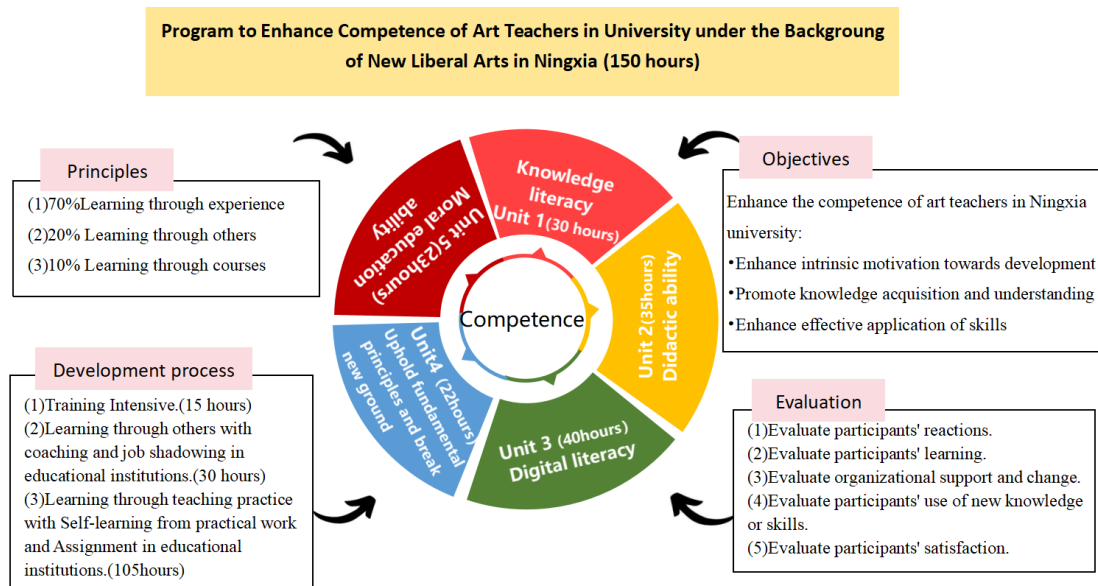 Program to Enhance Competence of Art Teachers in University under the Backgroung
of New Liberal Arts in Ningxia (150 hours)
Principles
(1)70%Learning through experience
(2)20% Learning through others
(3)10% Learning through courses
Objectives
Enhance the competence of art teachers in Ningxia
university:
•Enhance intrinsic motivation towards development
•Promote knowledge acquisition and understanding
•Enhance effective application of skills
Knowledge
literacy
Unit 1(30 hours)
Unit 2 (35hours)
Didactic ability
Unit 3 (40hours)
Digital literacy
Unit4 (22hours)
Uphold fundamental
principles and break
new ground
Unit 5(23hours)
Moral education
ability
Competence
Development process
(1)Training Intensive.(15 hours)
(2)Learning through others with
coaching and job shadowing in
educational institutions.(30 hours)
(3)Learning through teaching practice
with Self-learning from practical work
and Assignment in educational
institutions.(105hours)
Evaluation
(1)Evaluate participants' reactions.
(2)Evaluate participants' learning.
(3)Evaluate organizational support and change.
(4)Evaluate participants' use of new knowledge
or skills.
(5)Evaluate participants' satisfaction.